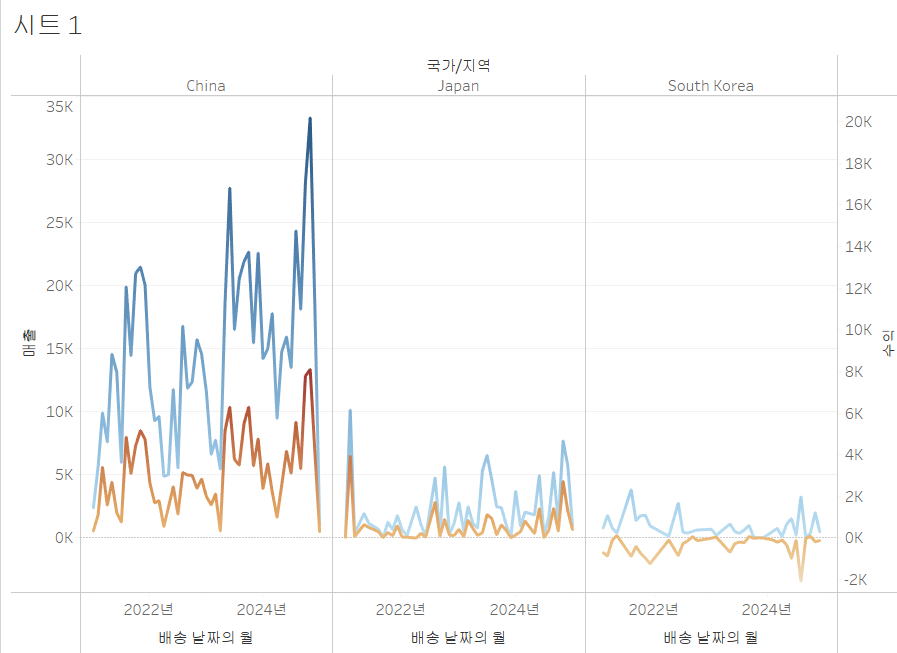 시트 1
국가/지역
China
Japan
South Korea
35K
30K
25K
20K
15K
10K
5K
0K
매출
20K
18K
16K
14K
12K
10K
8K
6K
4K
2K
0K
-2K
수익
2022년
2024년
2022년
2024년
2022년
2024년
배송 날짜의 월
배송 날짜의 월
배송 날짜의 월